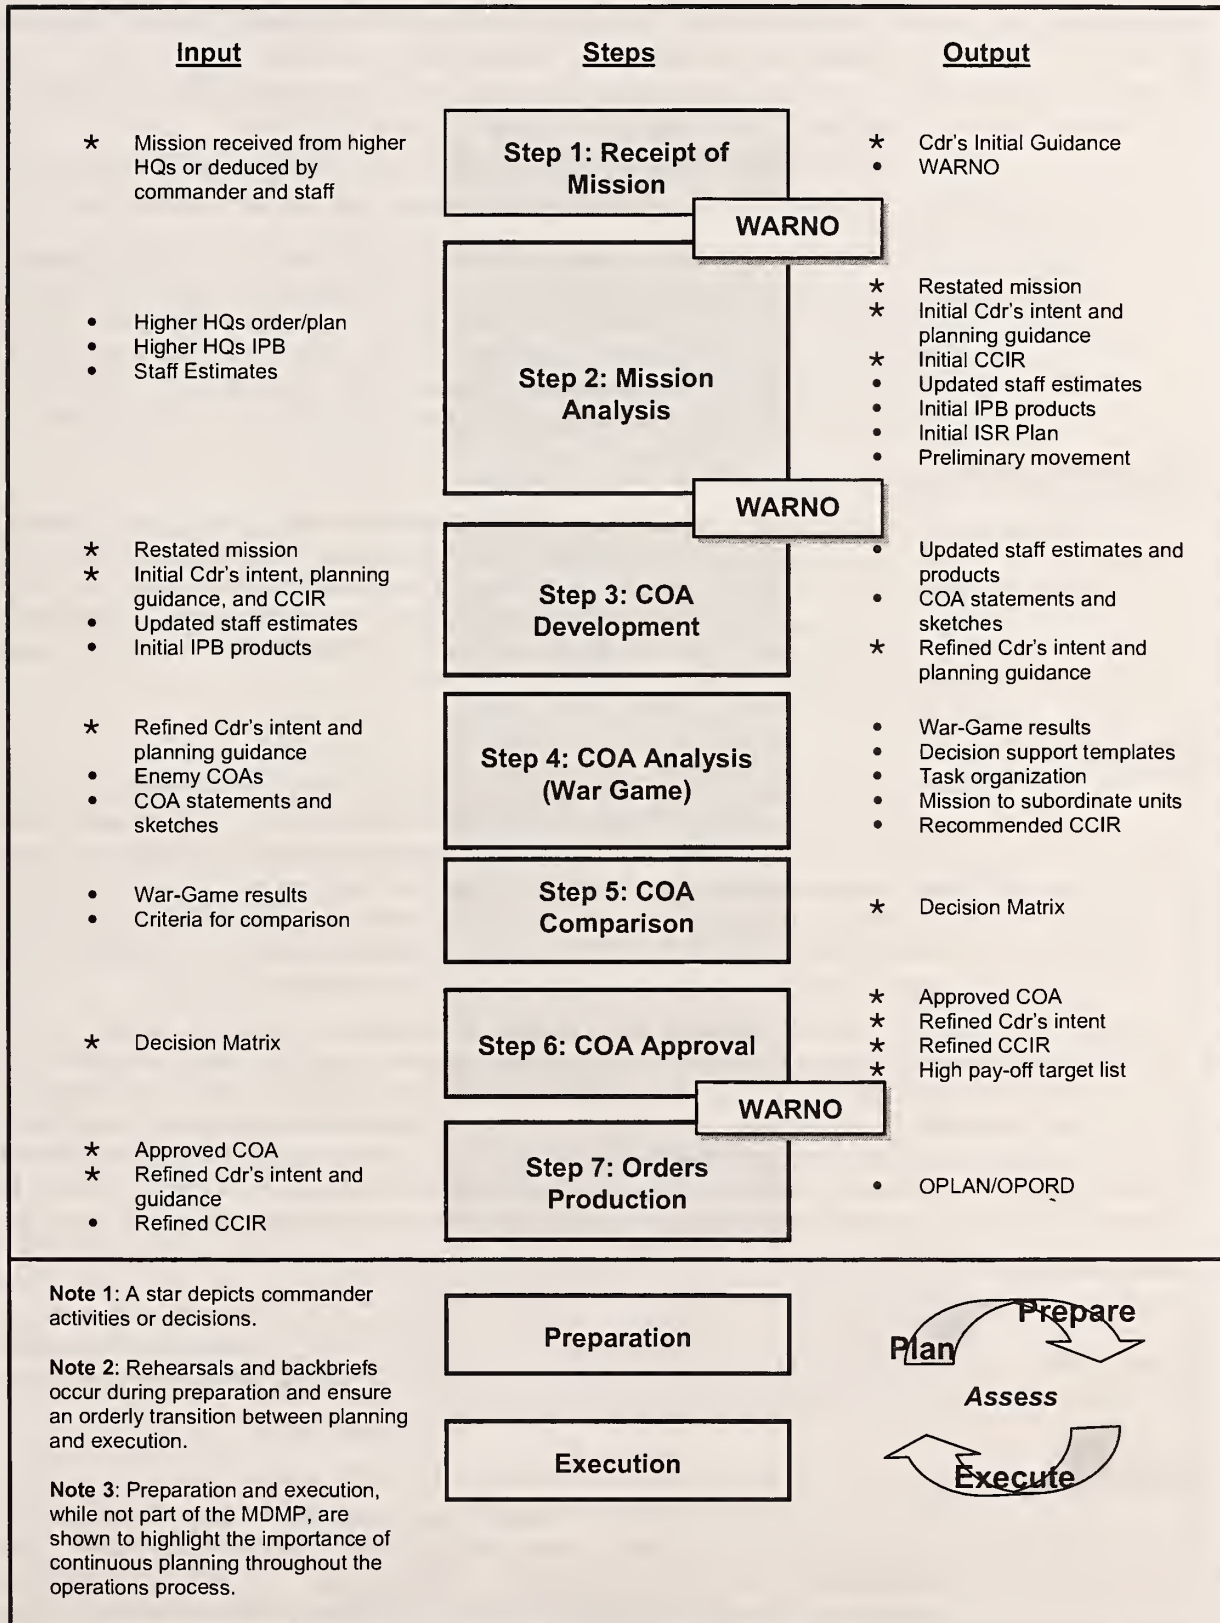 Input
Steps
Output
★ Mission received from higher
HQs or deduced by
commander and staff
Step 1: Receipt of
Mission
★ Cdr's Initial Guidance
• WARNO
WARNO
• Higher HQs order/plan
• Higher HQs IPB
• Staff Estimates
Step 2: Mission
Analysis
★ Restated mission
★ Initial Cdr's intent and
planning guidance
★ Initial CCIR
• Updated staff estimates
• Initial IPB products
• Initial ISR Plan
• Preliminary movement
WARNO
★ Restated mission
★ Initial Cdr's intent, planning
guidance, and CCIR
• Updated staff estimates
• Initial IPB products
Step 3: COA
Development
• Updated staff estimates and
products
• COA statements and
sketches
★ Refined Cdr's intent and
planning guidance
★ Refined Cdr's intent and
planning guidance
• Enemy COAs
• COA statements and
sketches
Step 4: COA Analysis
(War Game)
• War-Game results
• Decision support templates
• Task organization
• Mission to subordinate units
• Recommended CCIR
• War-Game results
• Criteria for comparison
Step 5: COA
Comparison
★ Decision Matrix
★ Decision Matrix
Step 6: COA Approval
★ Approved COA
★ Refined Cdr's intent
★ Refined CCIR
★ High pay-off target list
WARNO
★ Approved COA
★ Refined Cdr's intent and
guidance
• Refined CCIR
Step 7: Orders
Production
• OPLAN/OPORD
Note 1: A star depicts commander
activities or decisions.
Note 2: Rehearsals and backbriefs
occur during preparation and ensure
an orderly transition between planning
and execution.
Note 3: Preparation and execution,
while not part of the MDMP, are
shown to highlight the importance of
continuous planning throughout the
operations process.
Preparation
Execution
Plan
Prepare
Assess
Execute